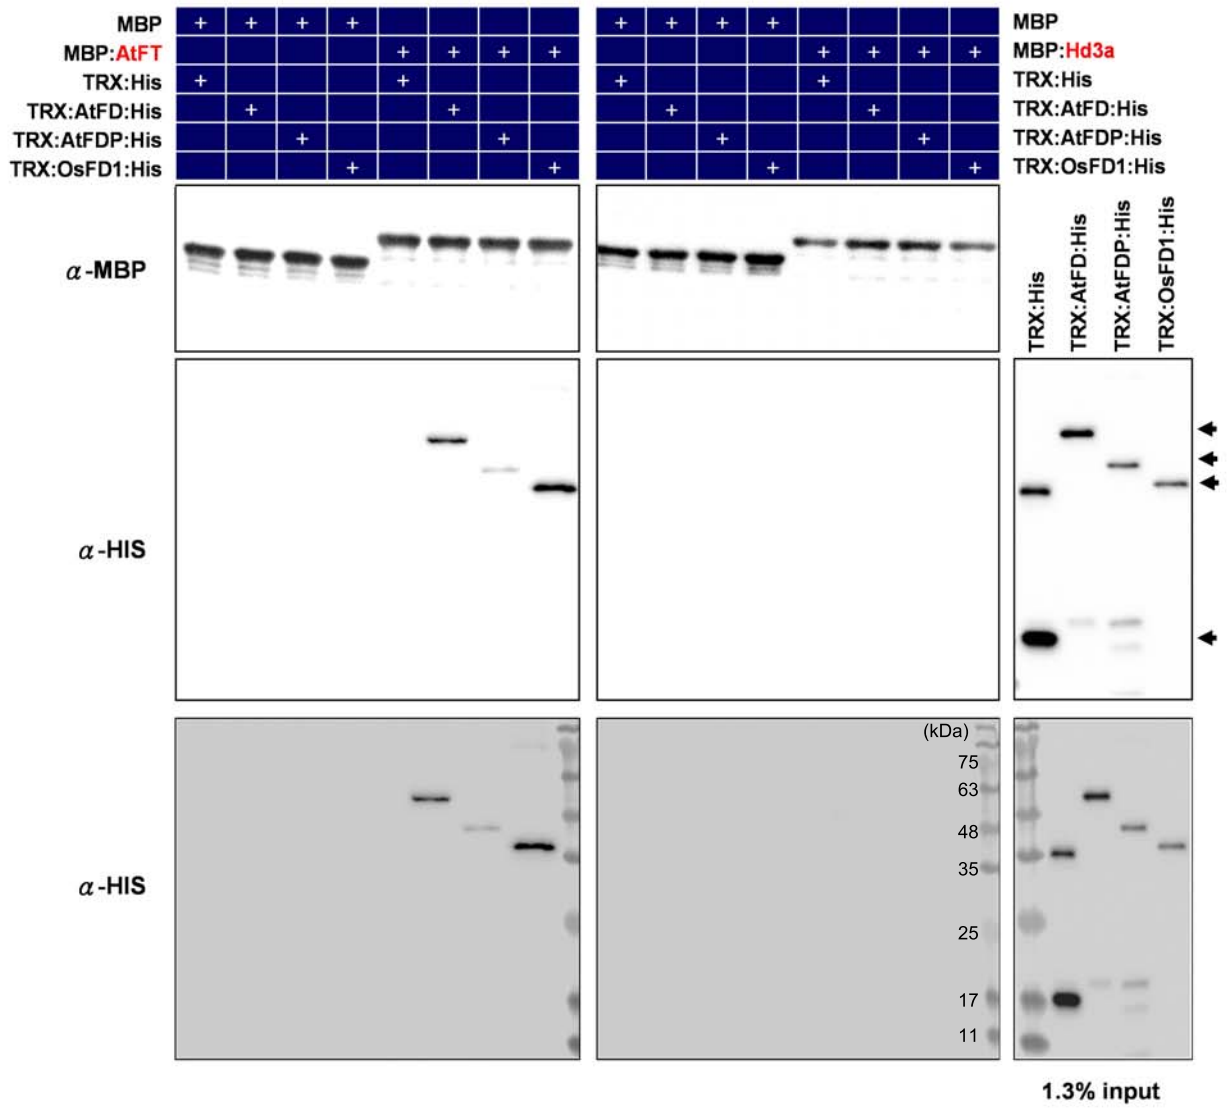 MBP + + + + + + + + MBP
MBP:AtFT + + + + + + + + MBP:Hd3a
TRX:His + + + + TRX:His
TRX:AtFD:His + + + + TRX:AtFD:His
TRX:AtFDP:His + + + + TRX:AtFDP:His
TRX:OsFD1:His + + + + TRX:OsFD1:His
α-MBP
TRX:His
TRX:AtFD:His
TRX:AtFDP:His
TRX:OsFD1:His
α-HIS
α-HIS
(kDa)
75
63
48
35
25
17
11
1.3% input